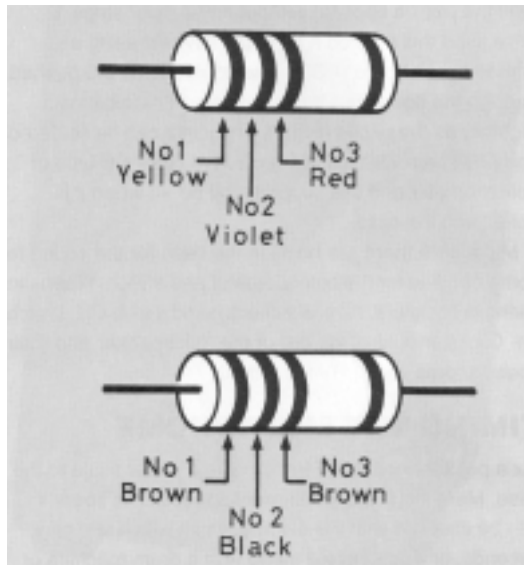 No1
Yellow
No2
Violet
No3
Red
No 1
Brown
No 2
Black
No3
Brown